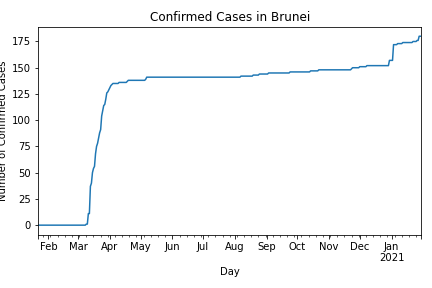 Confirmed Cases in Brunei
Number of Confirmed Cases
175
150
125
100
75
50
25
0
Feb Mar Apr May Jun Jul Aug Sep Oct Nov Dec Jan
2021
Day